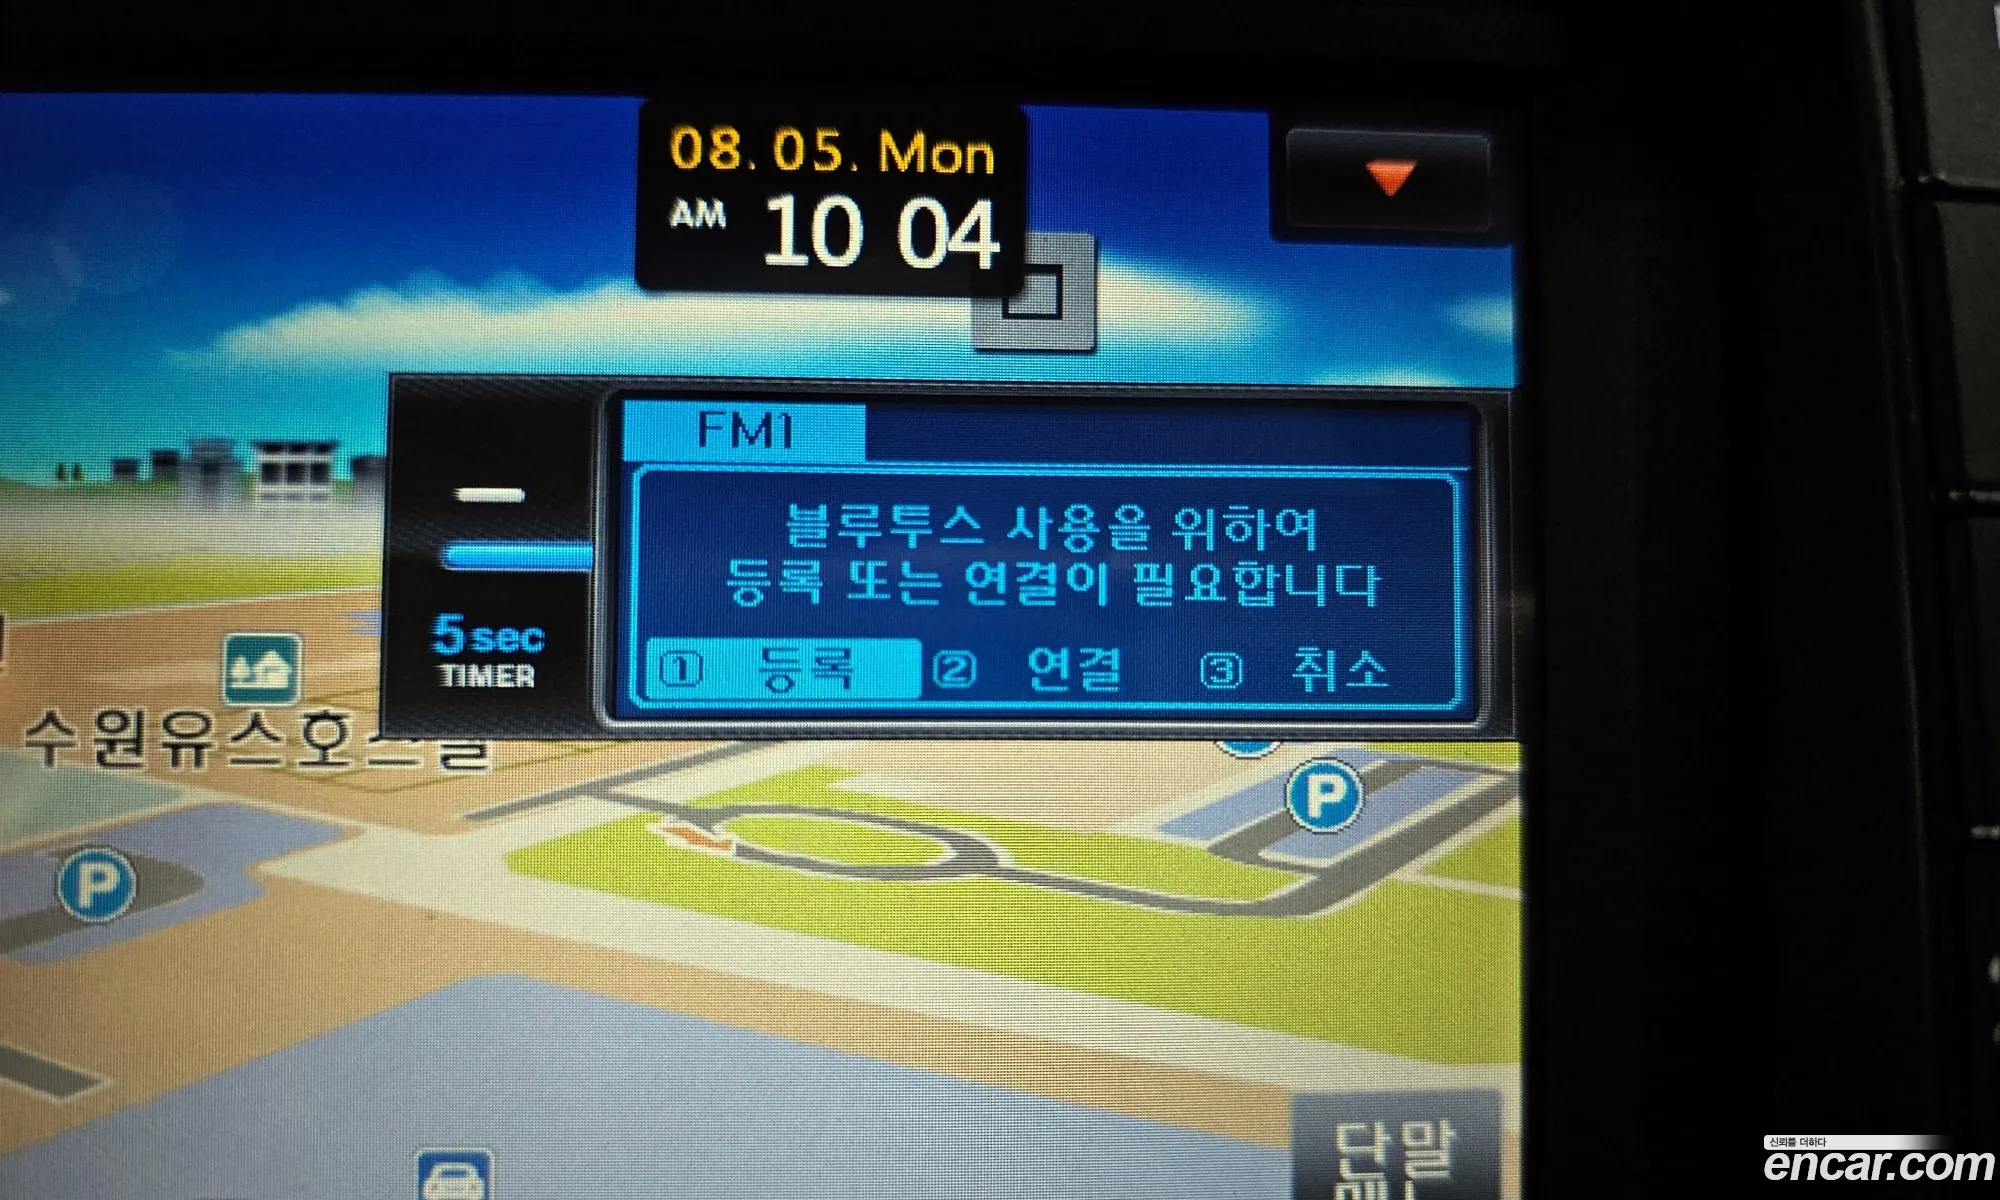 08. 05. Mon
AM 10 04
FM1
블루투스 사용을 위하여
등록 또는 연결이 필요합니다
① 등록 ② 연결 ③ 취소
5 sec
TIMER
수원유스호스텔
P
P
단말
신뢰를 더하다
encar.com